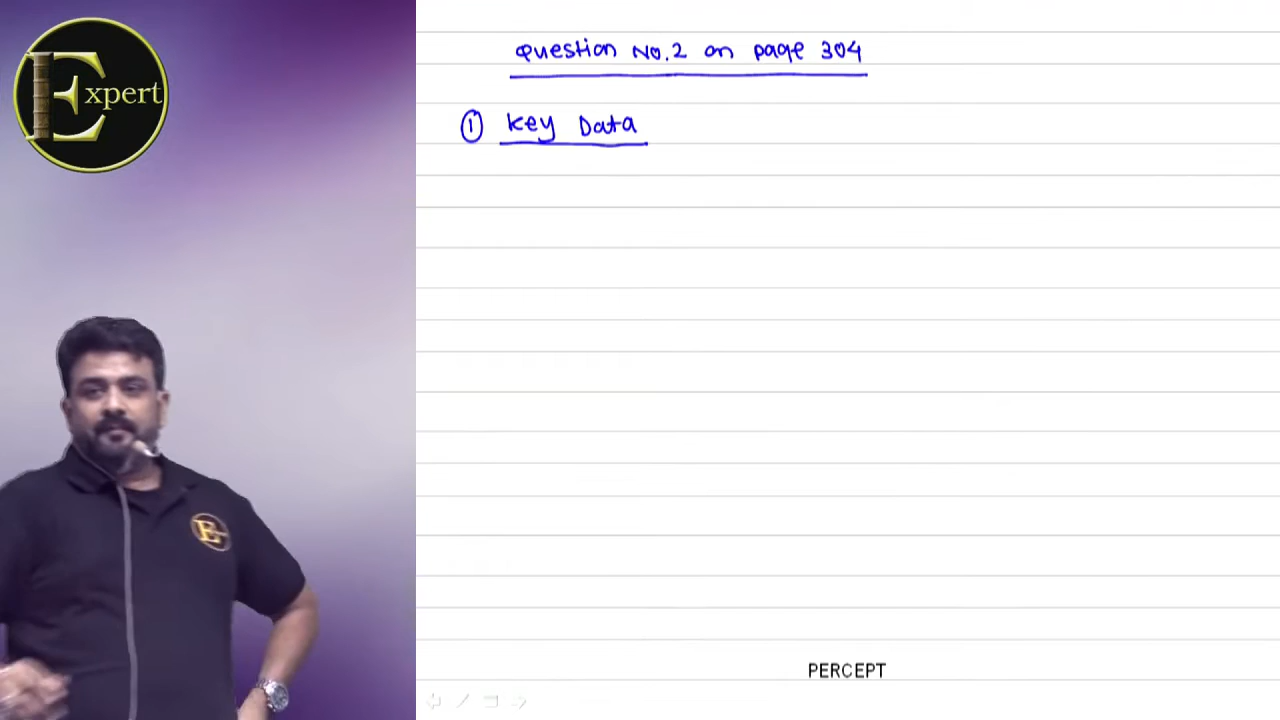 Expert
Question No.2 on page 304
① Key Data
E
PERCEPT